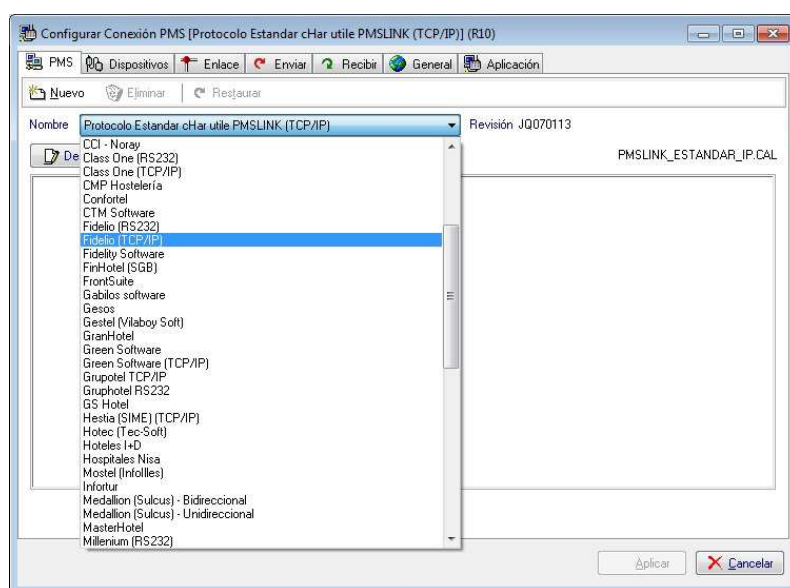 Configurar Conexión PMS [Protocolo Estandar cHar utile PMSLINK (TCP/IP)] (R10)
PMS Dispositivos Enlace Enviar Recibir General Aplicación
Nuevo Eliminar Restaurar
Nombre Protocolo Estandar cHar utile PMSLINK (TCP/IP) Revisión JQ070113
De PMSLINK_ESTANDAR_IP.CAL
CCI - Noray
Class One (RS232)
Class One (TCP/IP)
CMP Hostelería
Confortel
CTM Software
Fidelio (RS232)
Fidelio (TCP/IP)
Fidelity Software
FinHotel (SGB)
FrontSuite
Gabilos software
Gesos
Gestel (Vilaboy Soft)
GranHotel
Green Software
Green Software (TCP/IP)
Grupotel TCP/IP
Gruphotel RS232
GS Hotel
Hestia (SIME) (TCP/IP)
Hotec (Tec-Soft)
Hoteles I+D
Hospitales Nisa
Mostel (Infollles)
Infortur
Medallion (Sulcus) - Bidireccional
Medallion (Sulcus) - Unidireccional
MasterHotel
Millenium (RS232)
Aplicar Cancelar